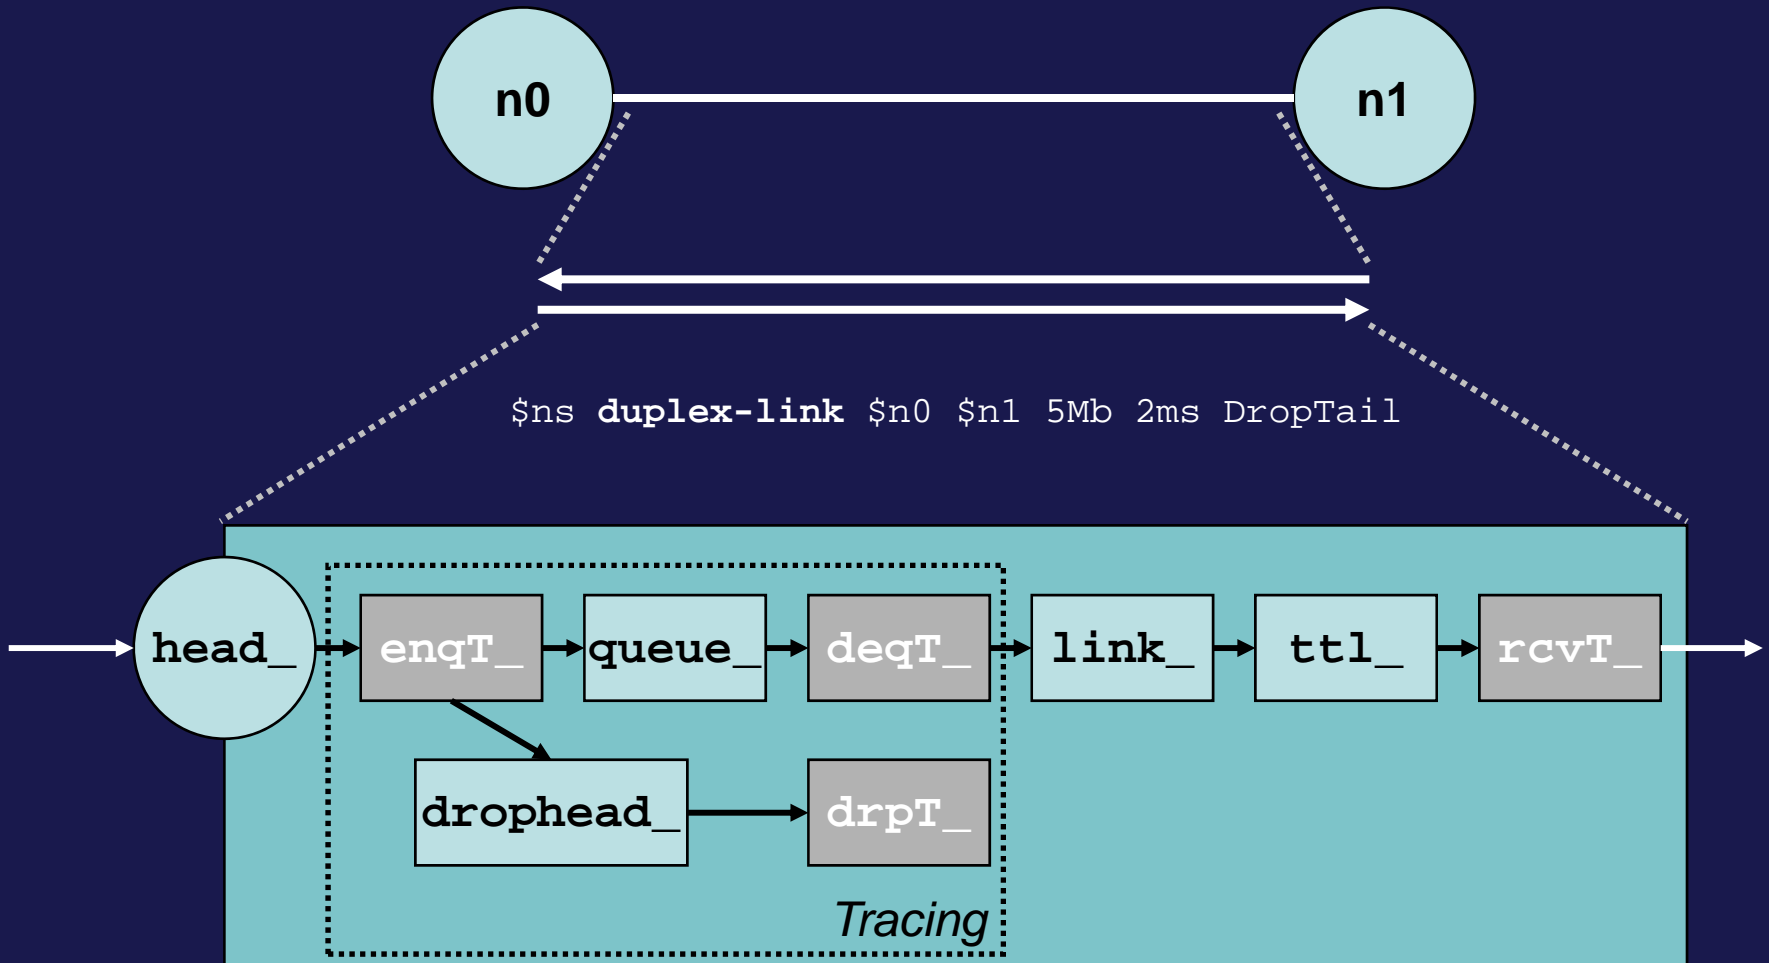 n0 n1
$ns duplex-link $n0 $n1 5Mb 2ms DropTail
head_ enqT_ queue_ deqT_ link_ ttl_ rcvT_
drophead_ drpT_
Tracing